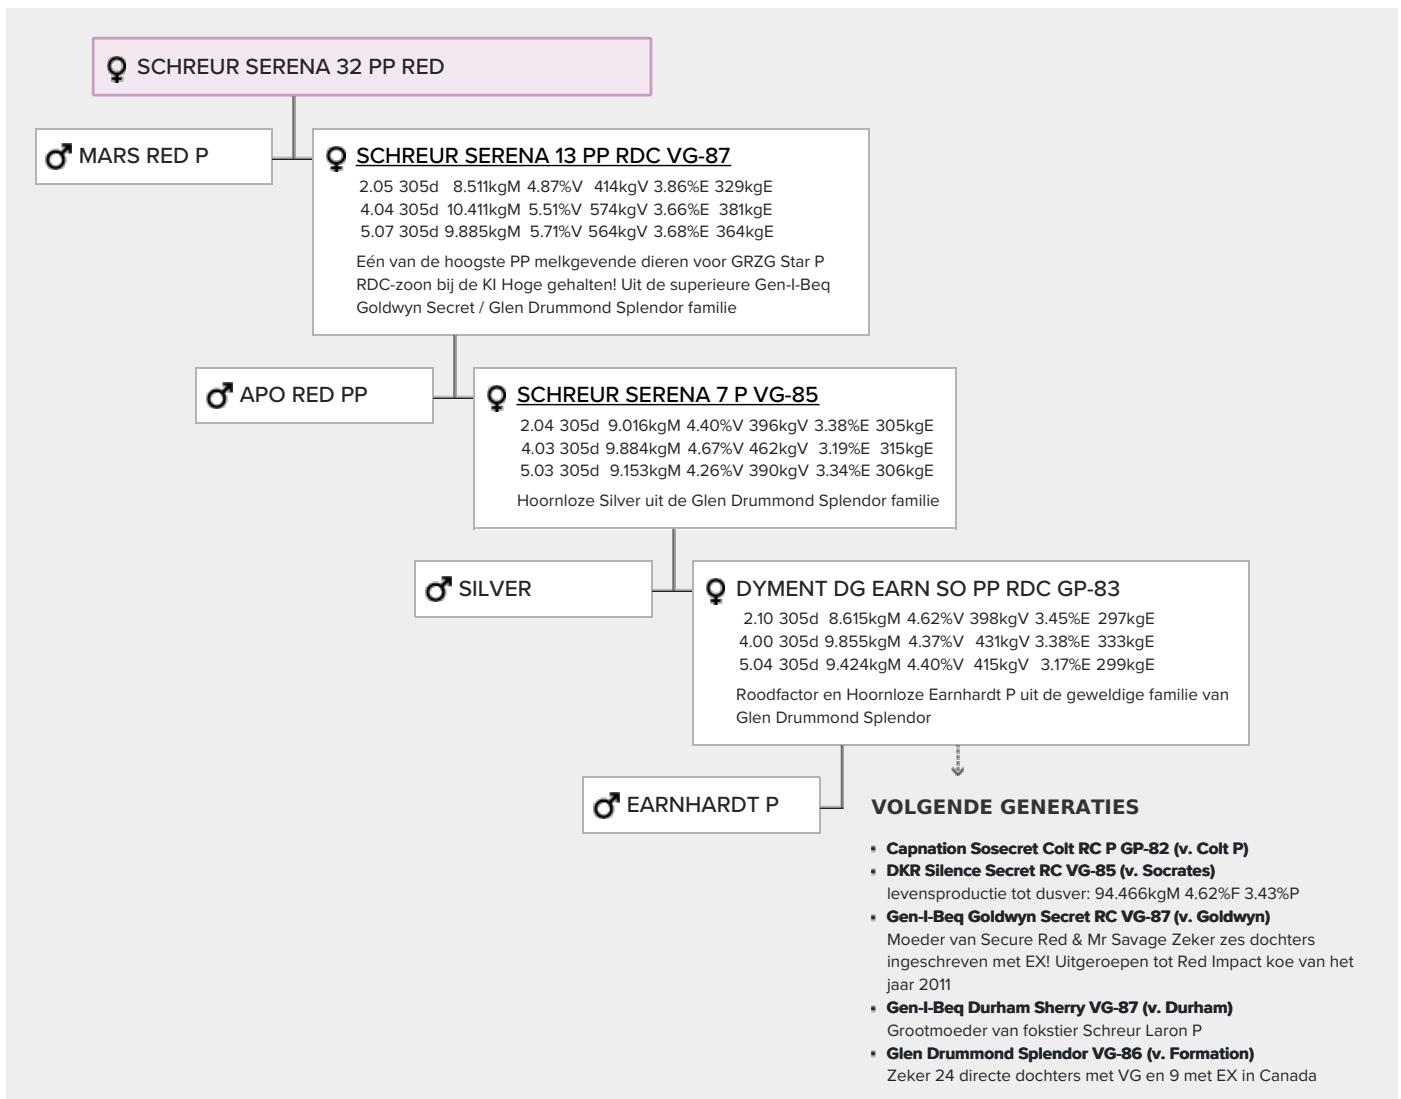 SCHREUR SERENA 32 PP RED
MARS RED P
SCHREUR SERENA 13 PP RDC VG-87
2.05 305d 8.511kgM 4.87%V 414kgV 3.86%E 329kgE
4.04 305d 10.411kgM 5.51%V 574kgV 3.66%E 381kgE
5.07 305d 9.885kgM 5.71%V 564kgV 3.68%E 364kgE
Eén van de hoogste PP melkgevende dieren voor GRZG Star P
RDC-zoon bij de KI Hoge gehalten! Uit de superieure Gen-I-Beq
Goldwyn Secret / Glen Drummond Splendor familie
APO RED PP
SCHREUR SERENA 7 P VG-85
2.04 305d 9.016kgM 4.40%V 396kgV 3.38%E 305kgE
4.03 305d 9.884kgM 4.67%V 462kgV 3.19%E 315kgE
5.03 305d 9.153kgM 4.26%V 390kgV 3.34%E 306kgE
Hoornloze Silver uit de Glen Drummond Splendor familie
SILVER
DYMENT DG EARN SO PP RDC GP-83
2.10 305d 8.615kgM 4.62%V 398kgV 3.45%E 297kgE
4.00 305d 9.855kgM 4.37%V 431kgV 3.38%E 333kgE
5.04 305d 9.424kgM 4.40%V 415kgV 3.17%E 299kgE
Roodfactor en Hoornloze Earnhardt P uit de geweldige familie van
Glen Drummond Splendor
EARNHARDT P
VOLGENDE GENERATIES
Capnation Sosecret Colt RC P GP-82 (v. Colt P)
DKR Silence Secret RC VG-85 (v. Socrates)
levensproductie tot dusver: 94.466kgM 4.62%F 3.43%P
Gen-I-Beq Goldwyn Secret RC VG-87 (v. Goldwyn)
Moeder van Secure Red & Mr Savage Zeker zes dochters
ingeschreven met EX! Uitgeroepen tot Red Impact koe van het
jaar 2011
Gen-I-Beq Durham Sherry VG-87 (v. Durham)
Grootmoeder van fokstier Schreur Laron P
Glen Drummond Splendor VG-86 (v. Formation)
Zeker 24 directe dochters met VG en 9 met EX in Canada